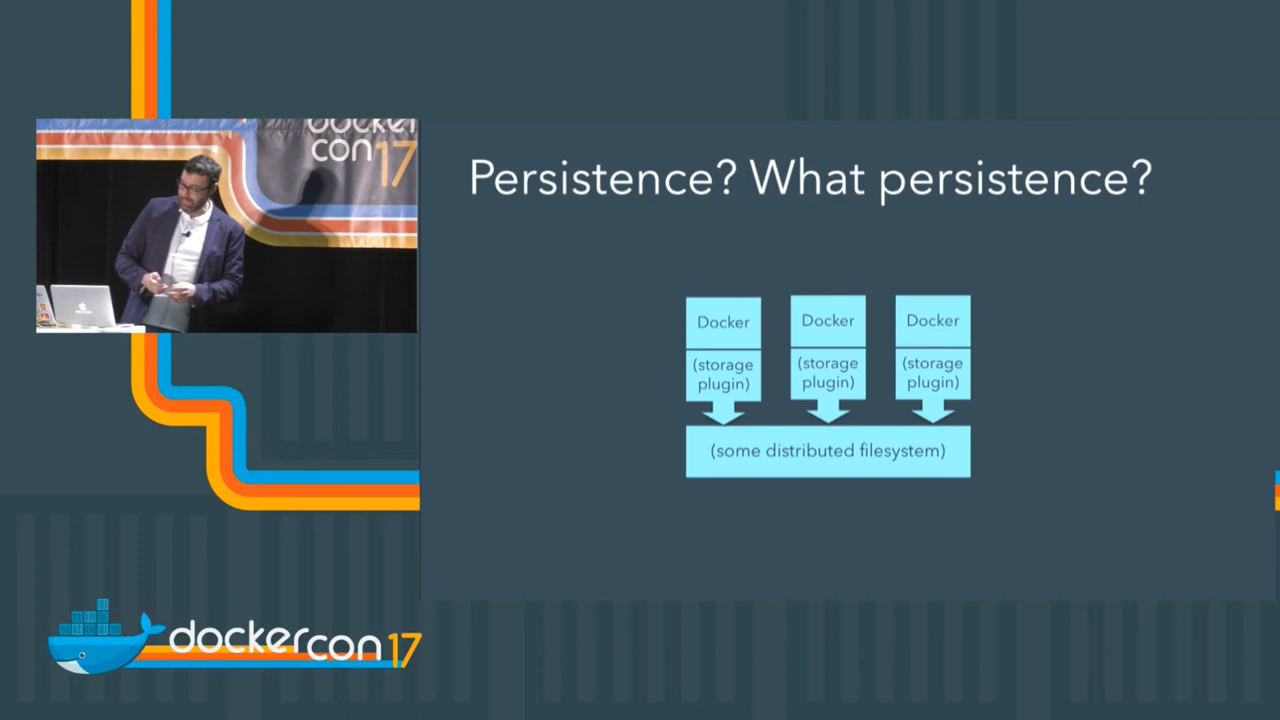 docker
con 17
Persistence? What persistence?
Docker
(storage
plugin)
Docker
(storage
plugin)
Docker
(storage
plugin)
(some distributed filesystem)
dockercon 17